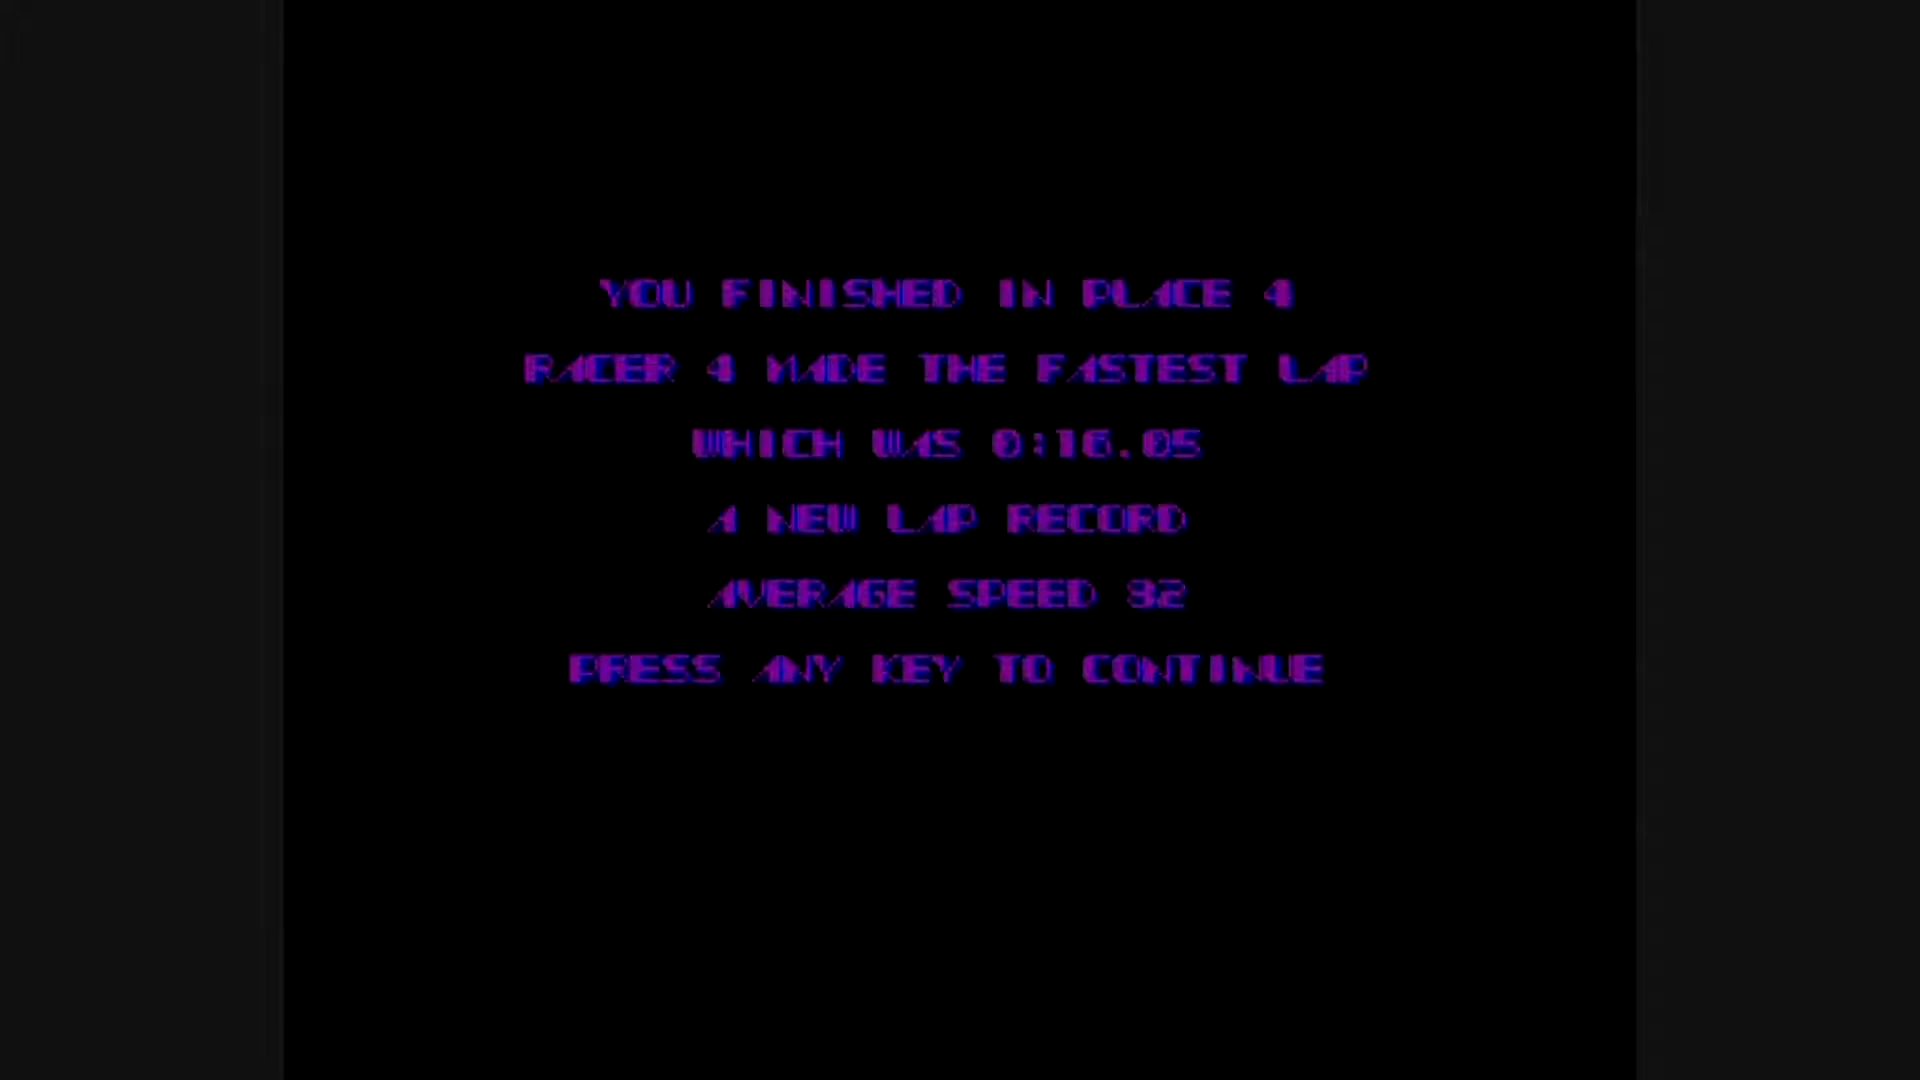 YOU FINISHED IN PLACE 4
RACER 4 MADE THE FASTEST LAP
WHICH WAS 0:16.05
A NEW LAP RECORD
AVERAGE SPEED 92
PRESS ANY KEY TO CONTINUE